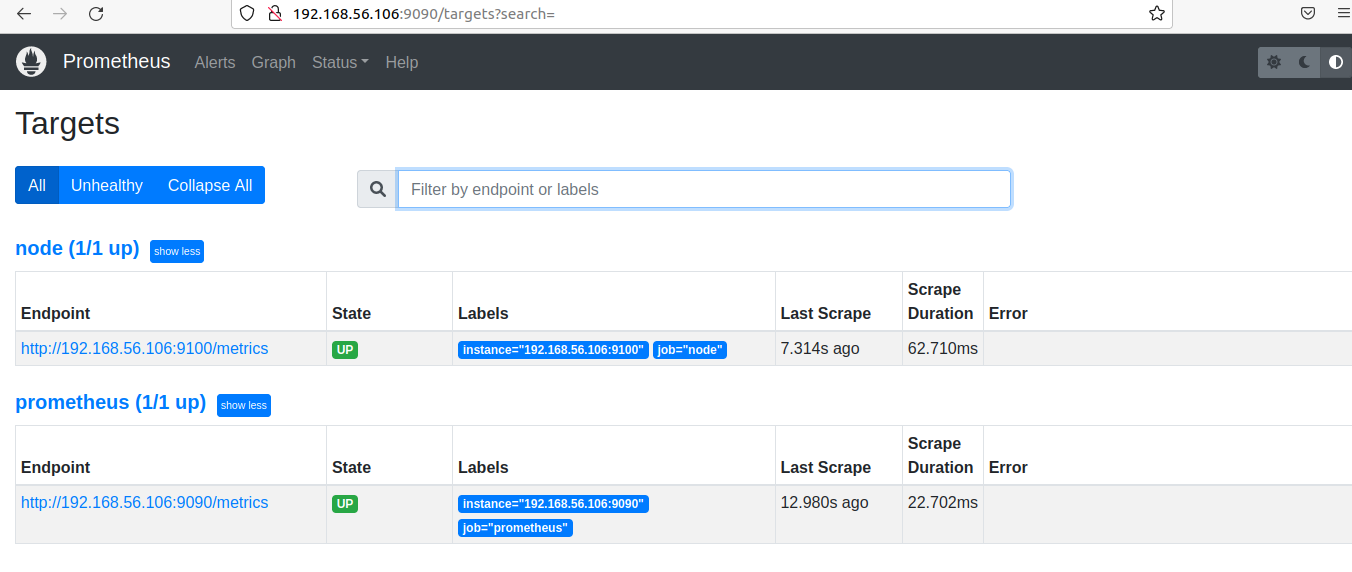 192.168.56.106:9090/targets?search=
Prometheus Alerts Graph Status Help
Targets
All Unhealthy Collapse All
Filter by endpoint or labels
node (1/1 up) show less
Endpoint State Labels Last Scrape Scrape Duration Error
http://192.168.56.106:9100/metrics UP instance="192.168.56.106:9100" job="node" 7.314s ago 62.710ms
prometheus (1/1 up) show less
Endpoint State Labels Last Scrape Scrape Duration Error
http://192.168.56.106:9090/metrics UP instance="192.168.56.106:9090" 12.980s ago 22.702ms
job="prometheus"